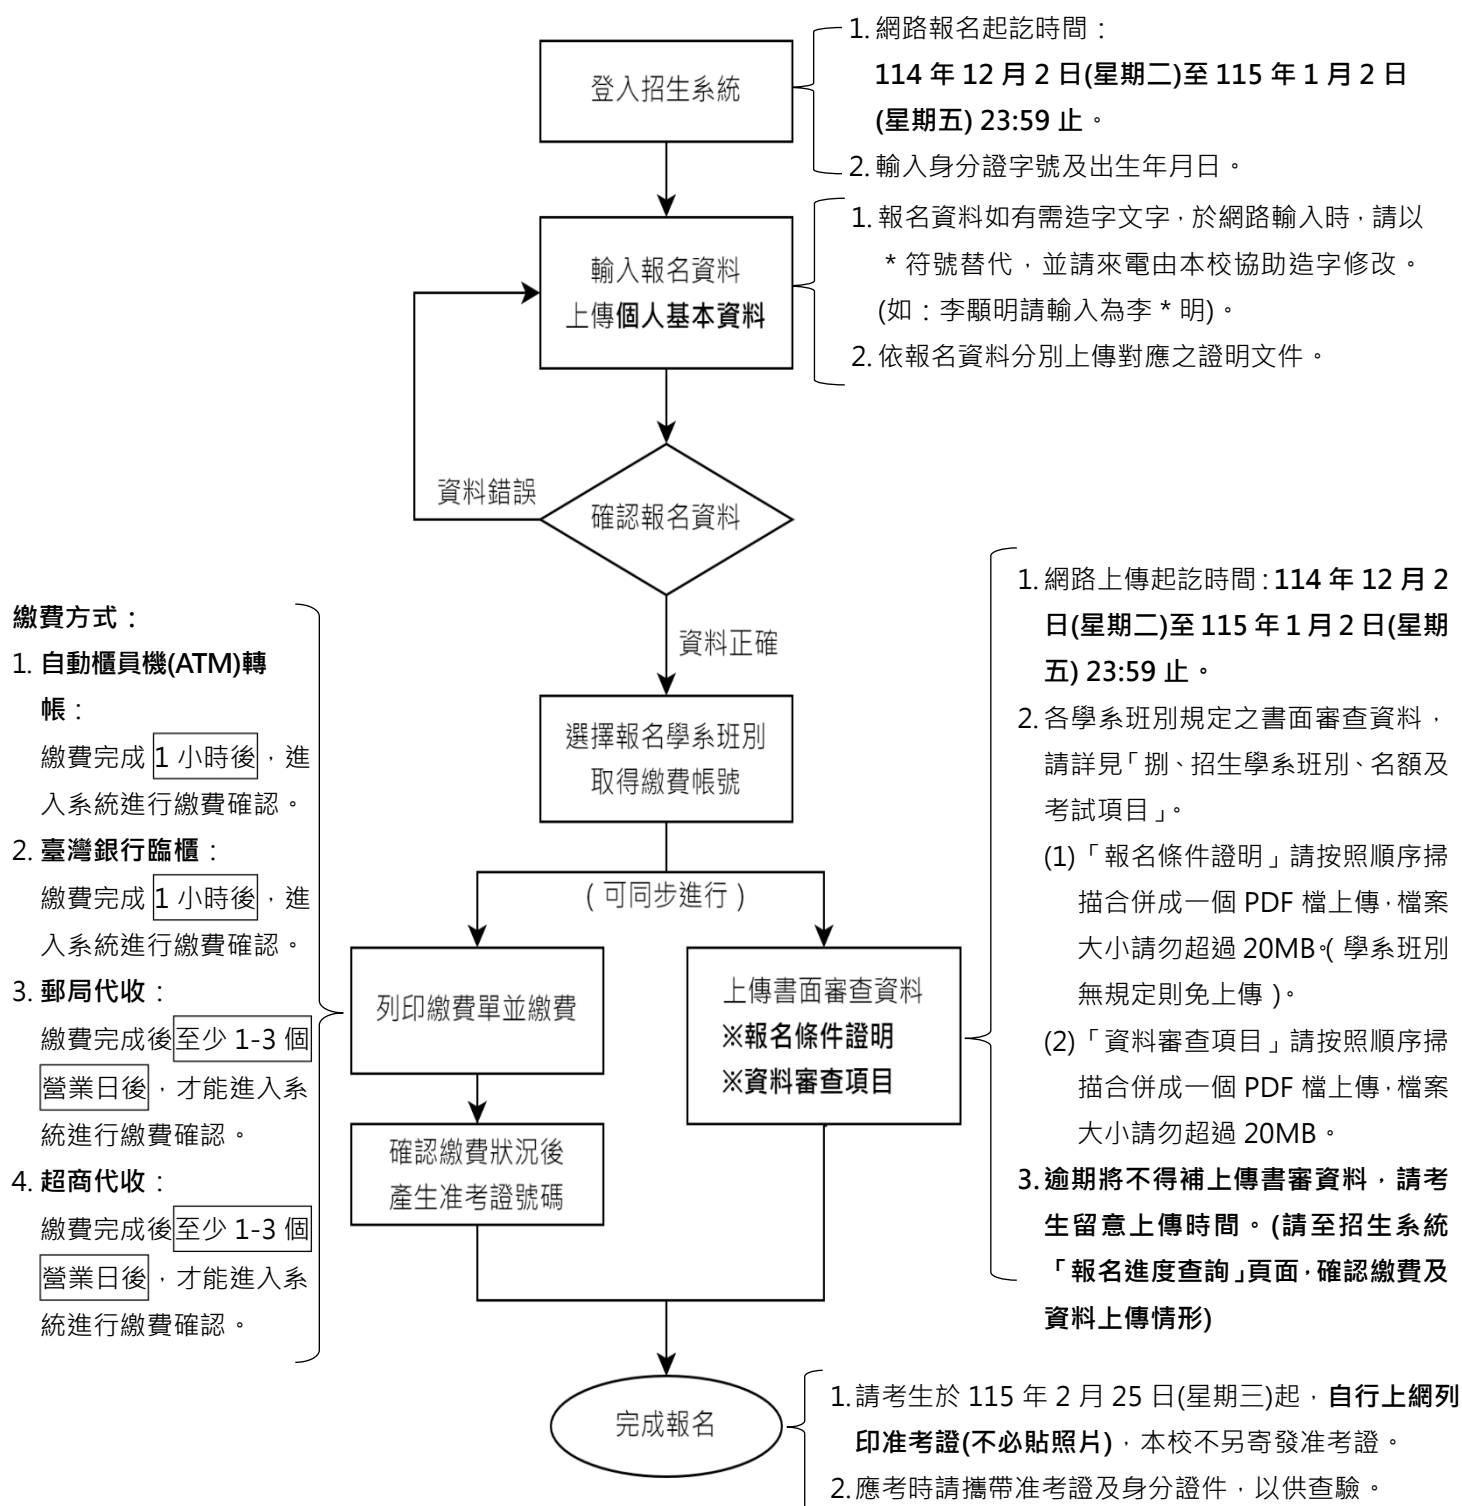 登入招生系統
1. 網路報名起訖時間：
114 年 12 月 2 日(星期二)至 115 年 1 月 2 日
(星期五) 23:59 止。
2. 輸入身分證字號及出生年月日。
輸入報名資料
上傳個人基本資料
1. 報名資料如有需造字文字，於網路輸入時，請以
* 符號替代，並請來電由本校協助造字修改。
(如：李顒明請輸入為李 * 明)。
2. 依報名資料分別上傳對應之證明文件。
資料錯誤
確認報名資料
資料正確
選擇報名學系班別
取得繳費帳號
(可同步進行)
繳費方式：
1. 自動櫃員機(ATM)轉
帳：
繳費完成 1 小時後，進
入系統進行繳費確認。
2. 臺灣銀行臨櫃：
繳費完成 1 小時後，進
入系統進行繳費確認。
3. 郵局代收：
繳費完成後至少 1-3 個
營業日後，才能進入系
統進行繳費確認。
4. 超商代收：
繳費完成後至少 1-3 個
營業日後，才能進入系
統進行繳費確認。
列印繳費單並繳費
確認繳費狀況後
產生准考證號碼
上傳書面審查資料
※報名條件證明
※資料審查項目
1. 網路上傳起訖時間：114 年 12 月 2
日(星期二)至 115 年 1 月 2 日(星期
五) 23:59 止。
2. 各學系班別規定之書面審查資料，
請詳見「捌、招生學系班別、名額及
考試項目」。
(1)「報名條件證明」請按照順序掃
描合併成一個 PDF 檔上傳，檔案
大小請勿超過 20MB。(學系班別
無規定則免上傳)。
(2)「資料審查項目」請按照順序掃
描合併成一個 PDF 檔上傳，檔案
大小請勿超過 20MB。
3. 逾期將不得補上傳書審資料，請考
生留意上傳時間。(請至招生系統
「報名進度查詢」頁面，確認繳費及
資料上傳情形)
完成報名
1. 請考生於 115 年 2 月 25 日(星期三)起，自行上網列
印准考證(不必貼照片)，本校不另寄發准考證。
2. 應考時請攜帶准考證及身分證件，以供查驗。